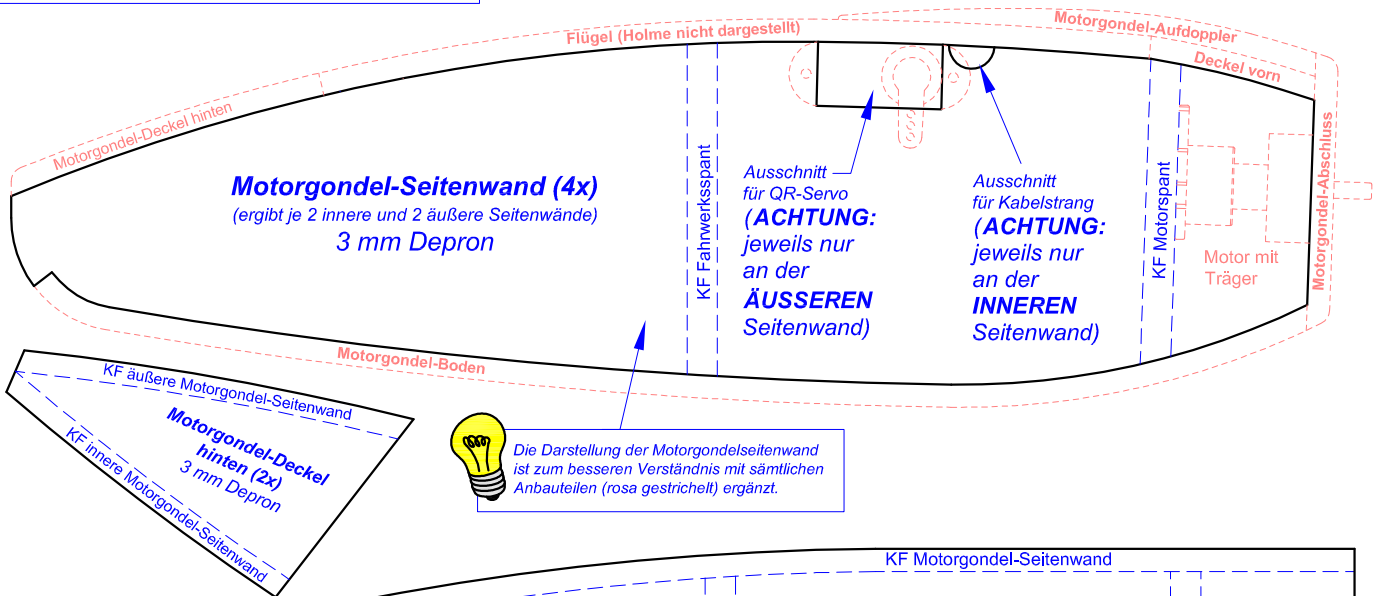 Flügel (Holme nicht dargestellt)
Motorgondel-Aufdoppler
Deckel vorn
Motorgondel-Deckel hinten
Motorgondel-Seitenwand (4x)
(ergibt je 2 innere und 2 äußere Seitenwände)
3 mm Depron
KF Fahrwerksspant
Ausschnitt
für QR-Servo
(ACHTUNG:
jeweils nur
an der
ÄUSSEREN
Seitenwand)
Ausschnitt
für Kabelstrang
(ACHTUNG:
jeweils nur
an der
INNEREN
Seitenwand)
KF Motorspant
Motor mit
Träger
Motorgondel-Abschluss
Motorgondel-Boden
KF äußere Motorgondel-Seitenwand
Motorgondel-Deckel
hinten (2x)
3 mm Depron
KF innere Motorgondel-Seitenwand
Die Darstellung der Motorgondelseitenwand
ist zum besseren Verständnis mit sämtlichen
Anbauteilen (rosa gestrichelt) ergänzt.
KF Motorgondel-Seitenwand